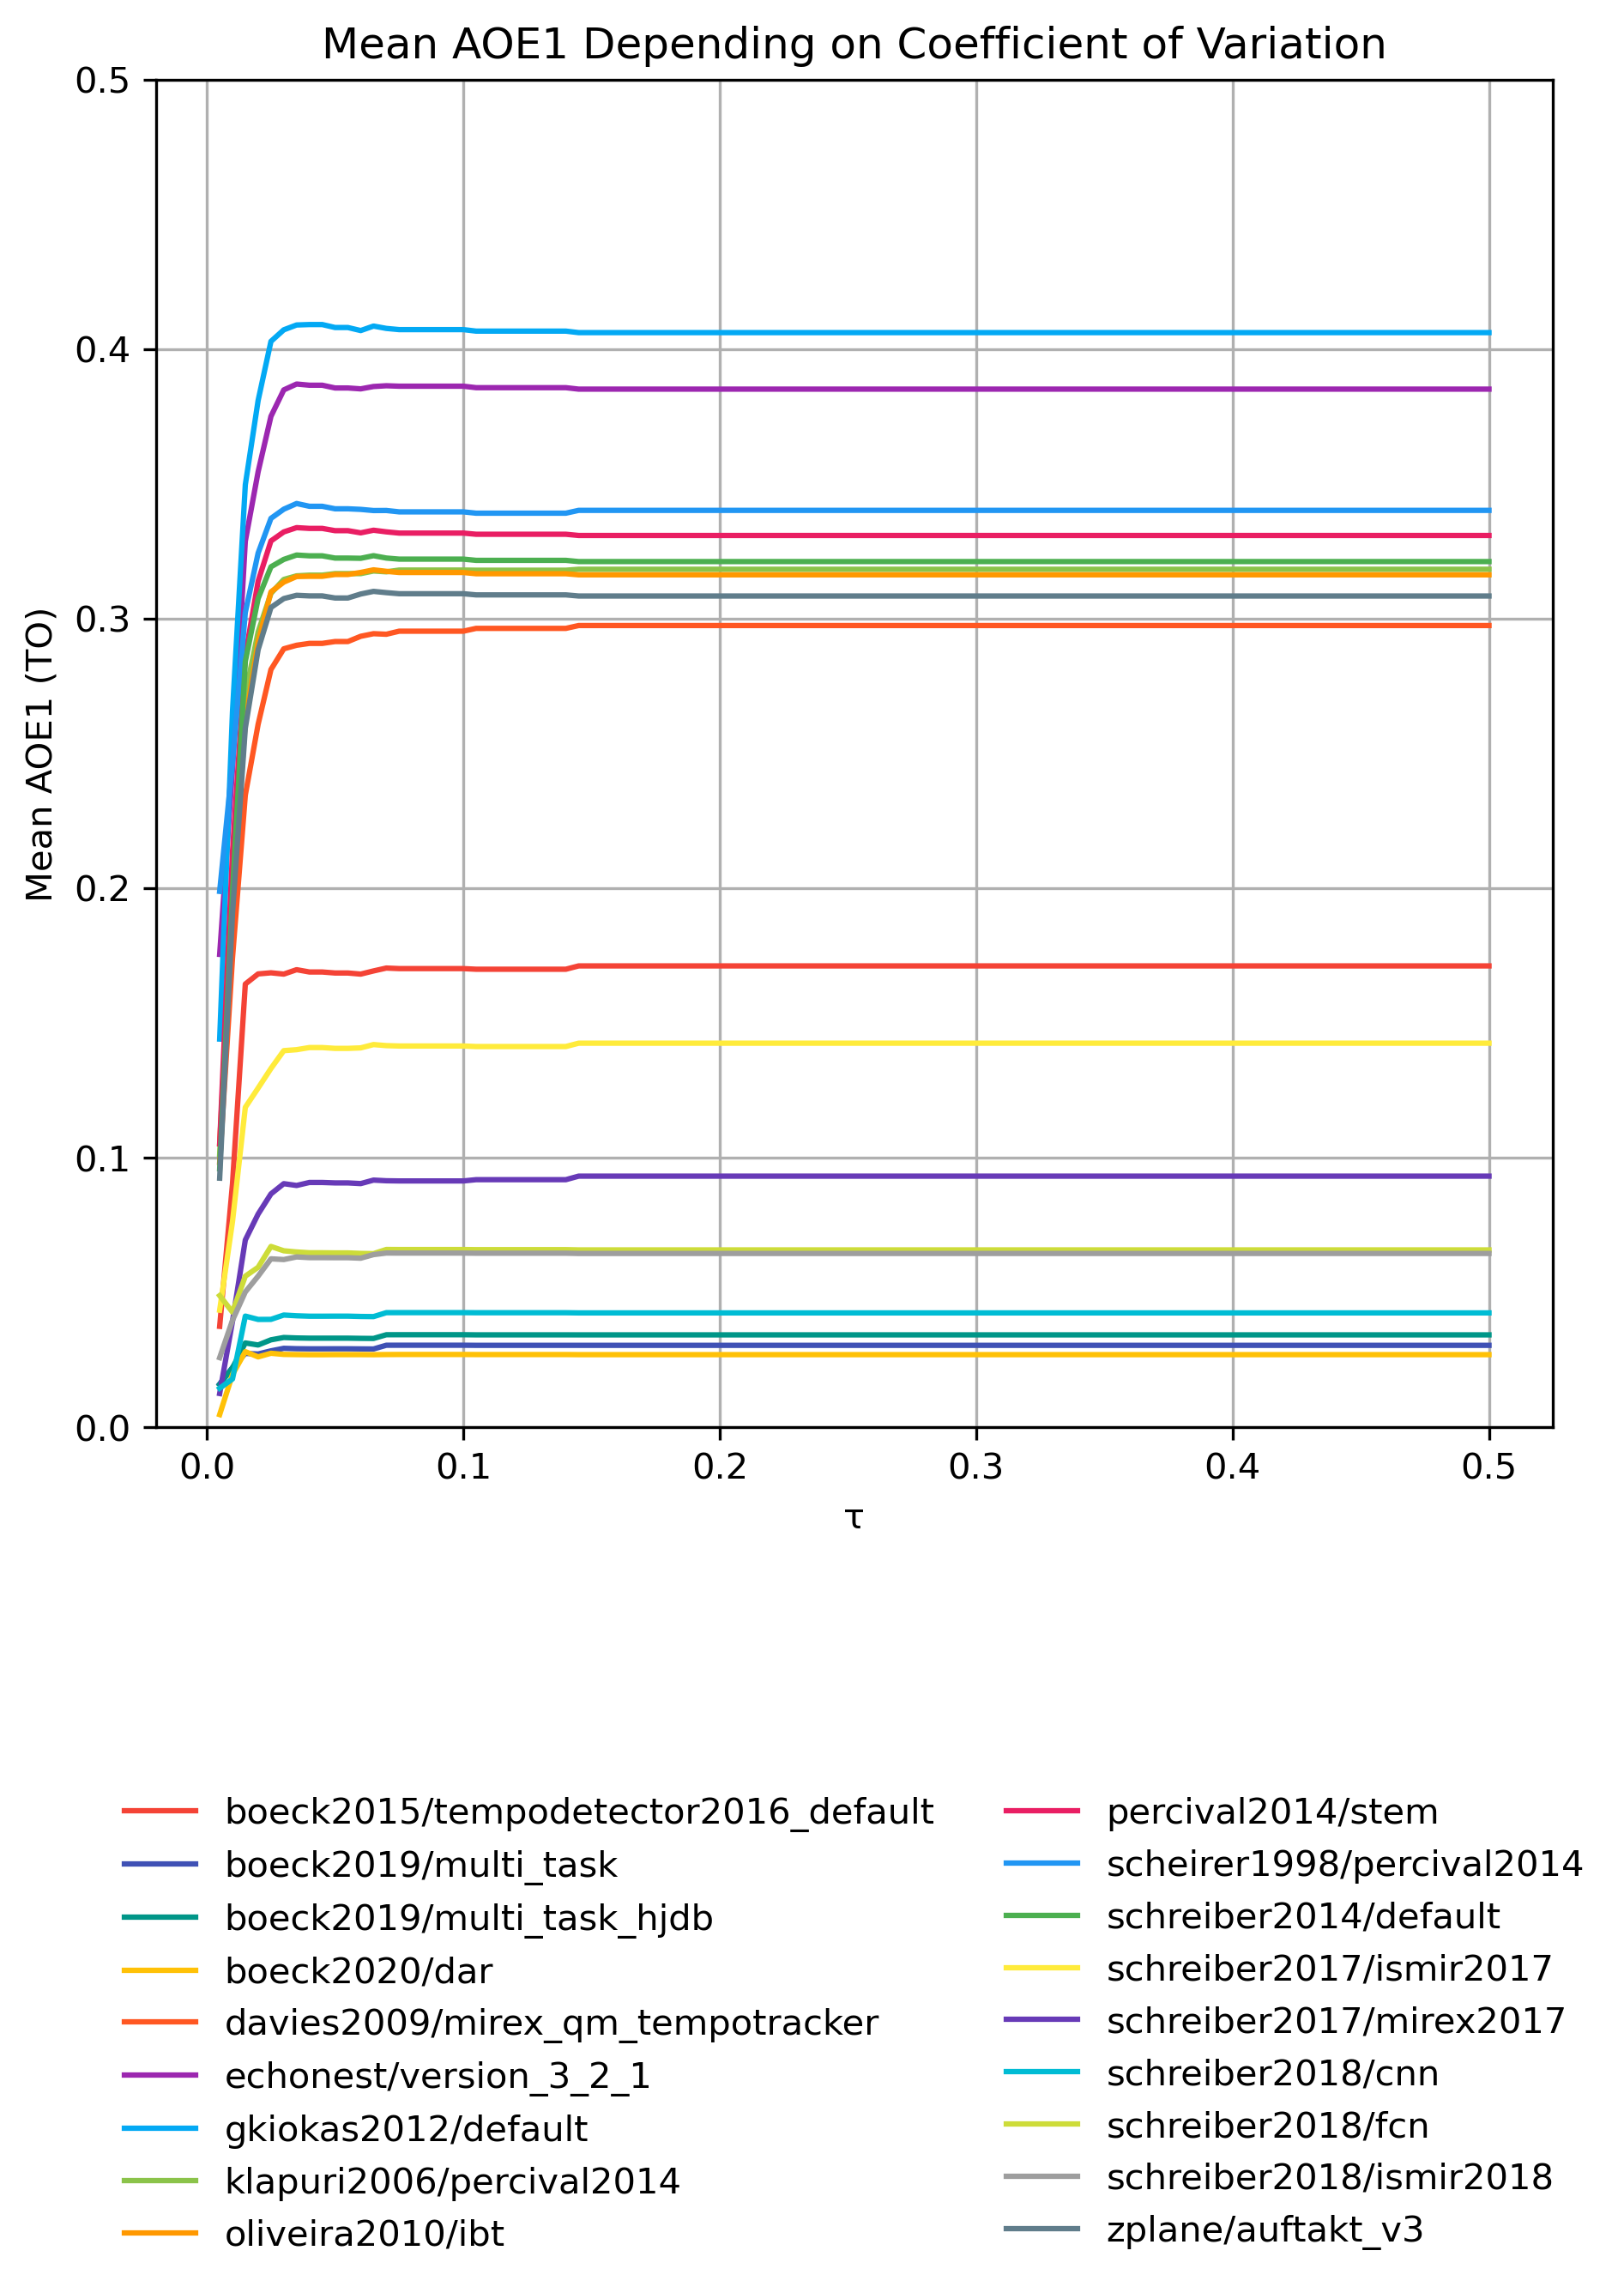 Mean AOE1 Depending on Coefficient of Variation
0.5
0.4
0.3
0.2
0.1
0.0
Mean AOE1 (TO)
0.0 0.1 0.2 0.3 0.4 0.5
τ
boeck2015/tempodetector2016_default
boeck2019/multi_task
boeck2019/multi_task_hjdb
boeck2020/dar
davies2009/mirex_qm_tempotracker
echonest/version_3_2_1
gkiokas2012/default
klapuri2006/percival2014
oliveira2010/ibt
percival2014/stem
scheirer1998/percival2014
schreiber2014/default
schreiber2017/ismir2017
schreiber2017/mirex2017
schreiber2018/cnn
schreiber2018/fcn
schreiber2018/ismir2018
zplane/auftakt_v3